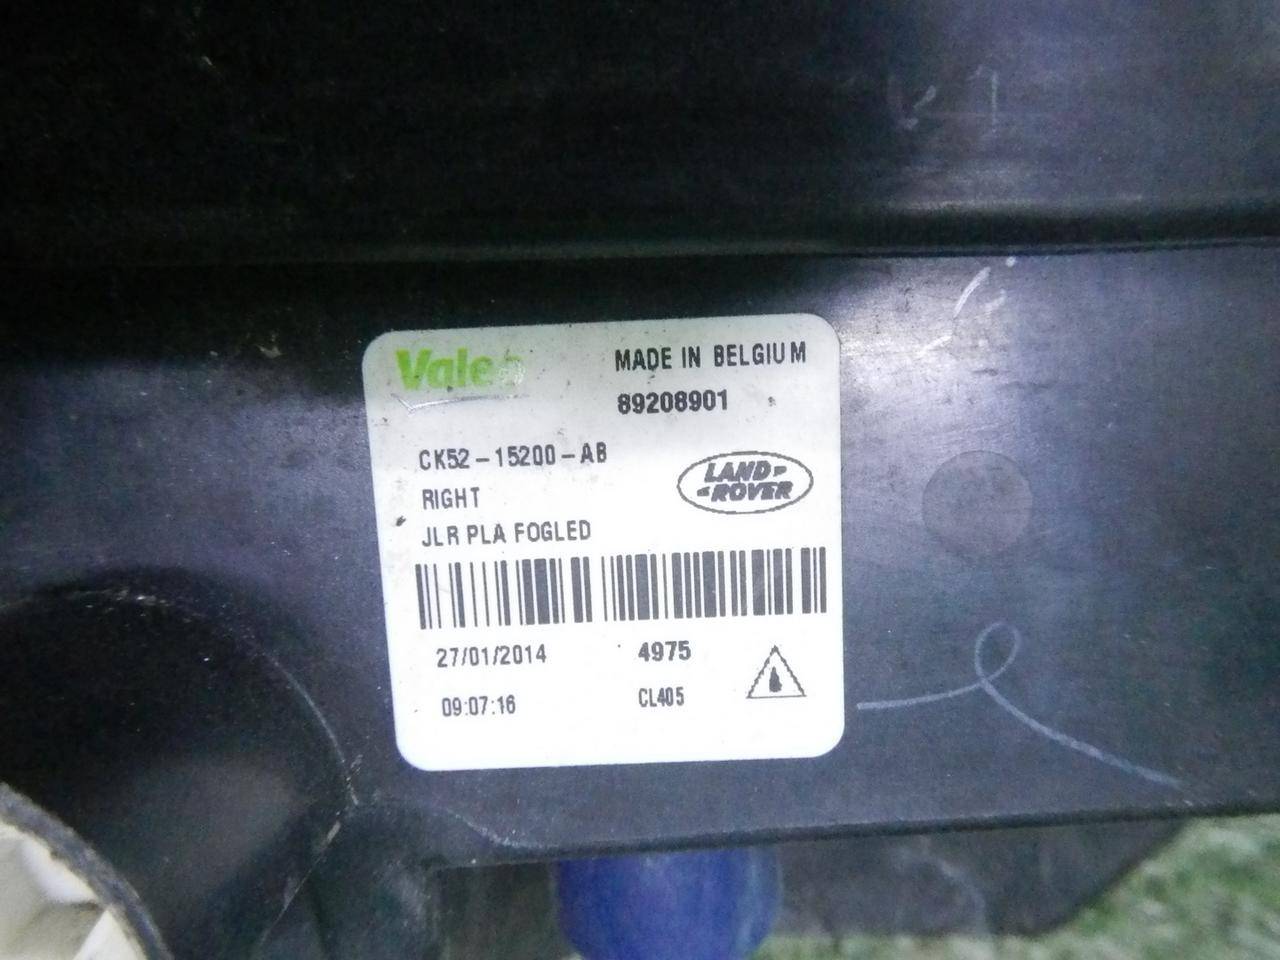 Valeo
MADE IN BELGIUM
89208901
CK52-15200-AB
RIGHT
JLR PLA FOGLED
LAND
ROVER
27/01/2014
4975
09:07:16
CL405